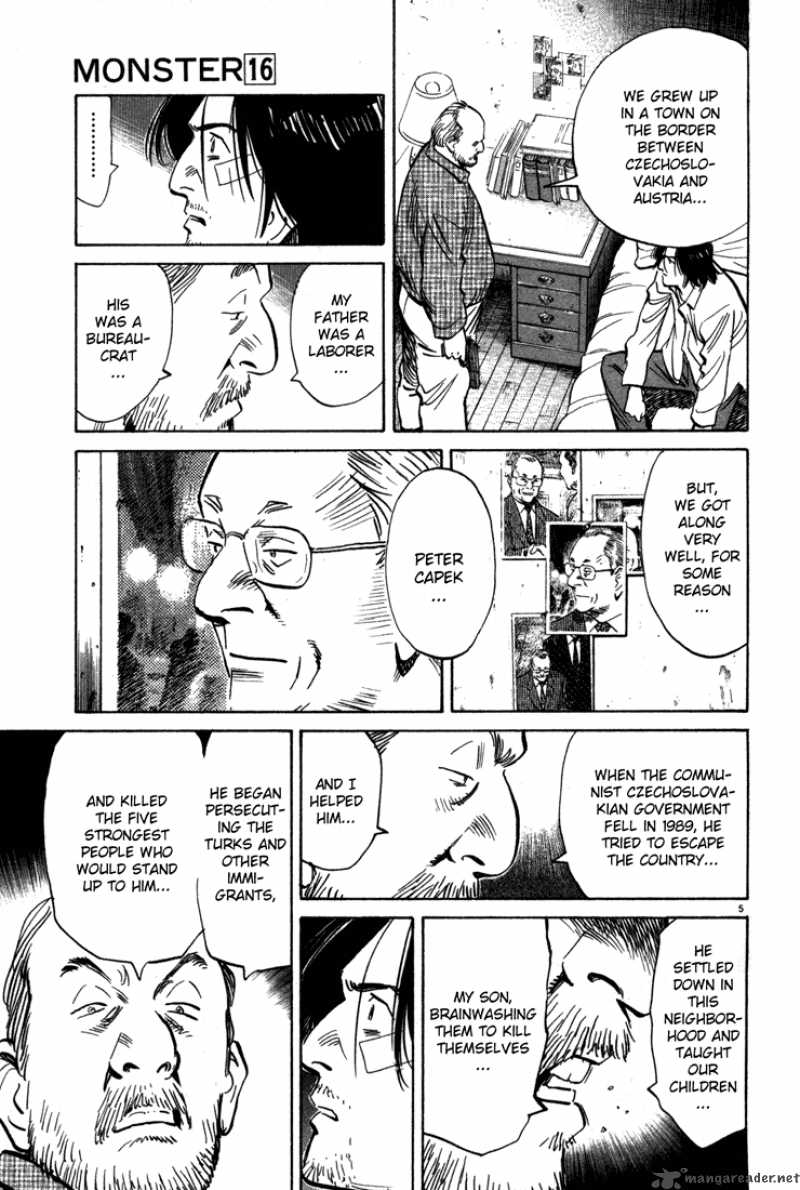 MONSTER 16
WE GREW UP
IN A TOWN ON
THE BORDER
BETWEEN
CZECHOSLO-
VAKIA AND
AUSTRIA...
.........
MY
FATHER
WAS A
LABORER
...
HIS
WAS A
BUREAU-
CRAT
...
BUT,
WE GOT
ALONG
VERY
WELL, FOR
SOME
REASON
...
PETER
CAPEK
...
WHEN THE COMMU-
NIST CZECHOSLOVA-
KIAN GOVERNMENT
FELL IN 1989, HE
TRIED TO ESCAPE
THE COUNTRY...
AND I
HELPED
HIM...
5
HE
SETTLED
DOWN IN
THIS
NEIGHBOR-
HOOD AND
TAUGHT
OUR
CHILDREN
...
MY SON,
BRAINWASHING
THEM TO KILL
THEMSELVES
...
HE BEGAN
PERSECUT-
ING THE
TURKS AND
OTHER
IMMI-
GRANTS,
AND KILLED
THE FIVE
STRONGEST
PEOPLE WHO
WOULD STAND
UP TO HIM...
mangareader.net